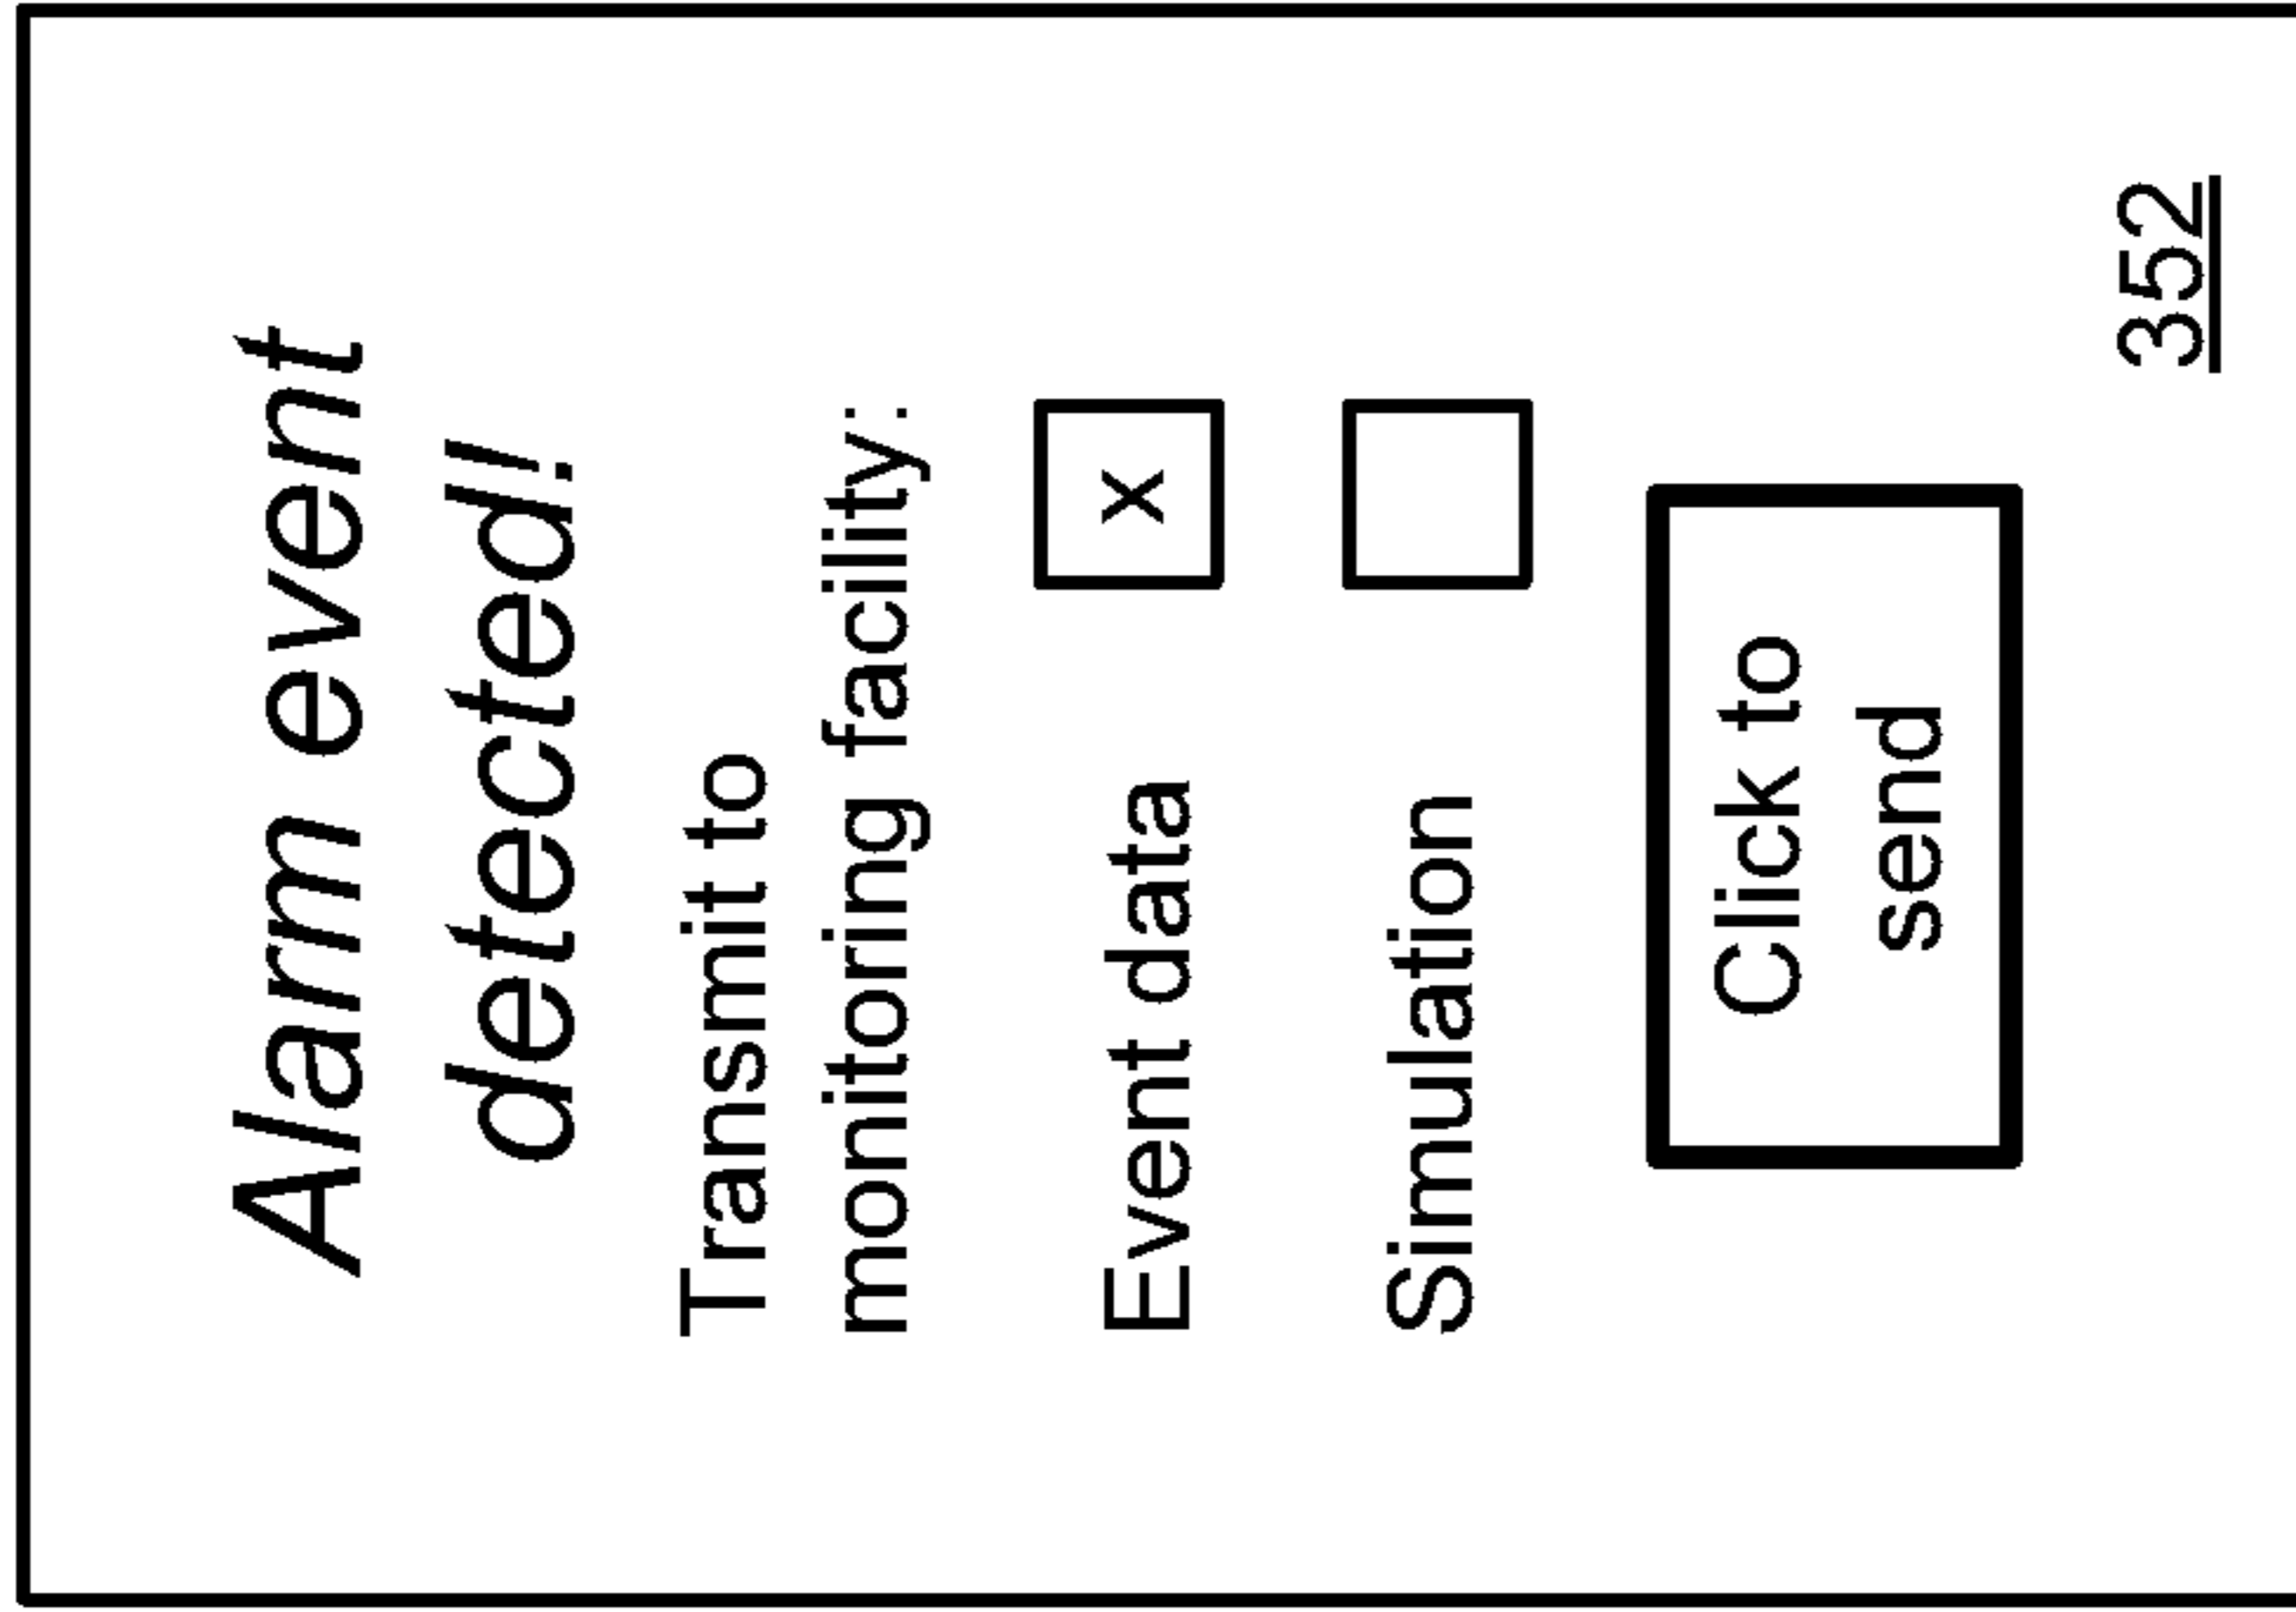 Alarm event
detected!
Transmit to
monitoring facility:
Event data x
Simulation
Click to
send
352